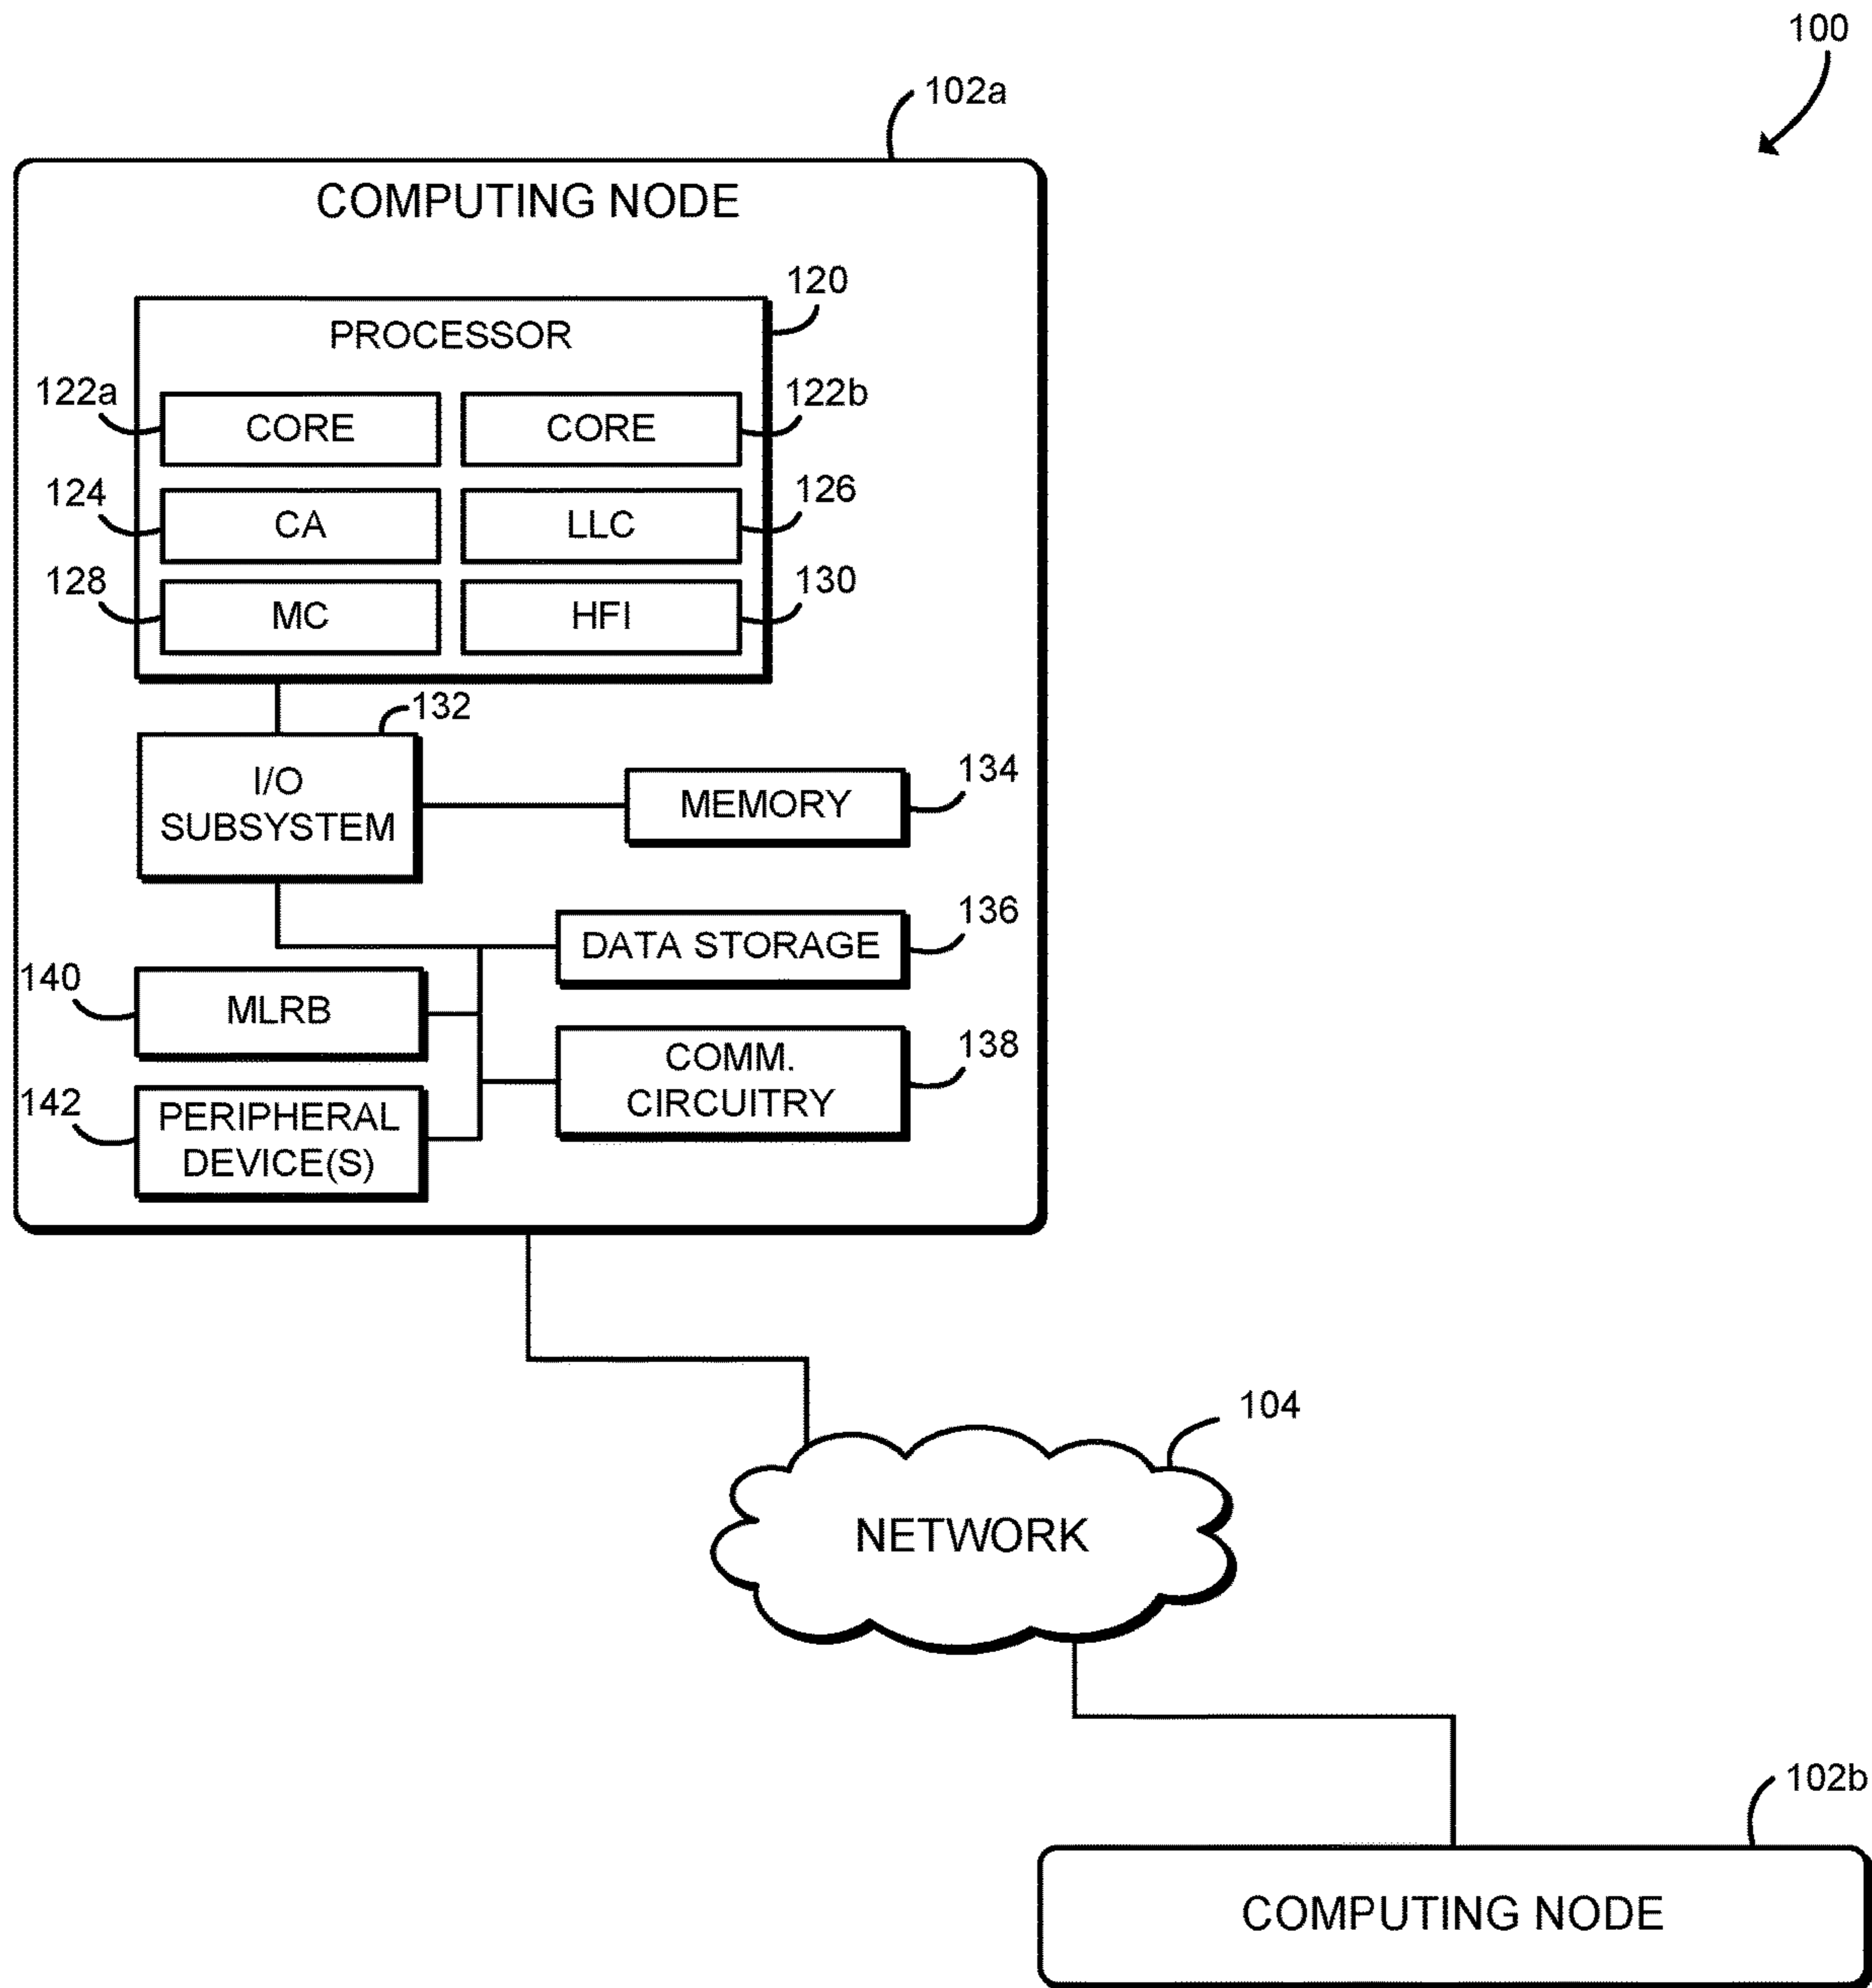 100
102a
COMPUTING NODE
120
PROCESSOR
122a
CORE
CORE
122b
124
CA
LLC
126
128
MC
HFI
130
132
I/O
SUBSYSTEM
MEMORY
134
DATA STORAGE
136
140
MLRB
COMM.
CIRCUITRY
138
142
PERIPHERAL
DEVICE(S)
104
NETWORK
102b
COMPUTING NODE